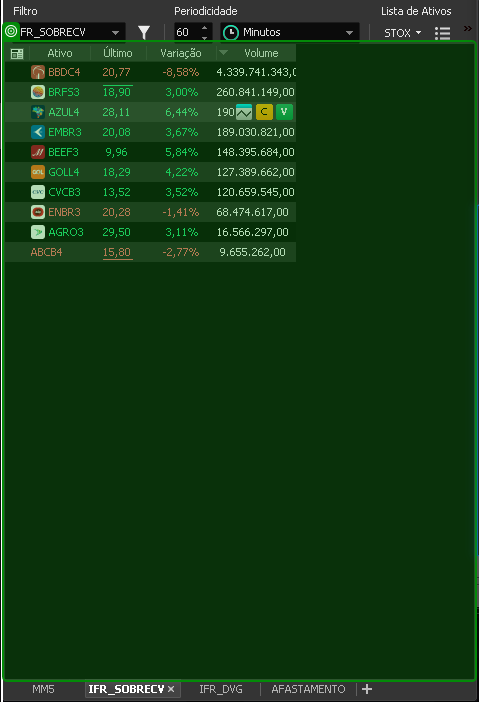 Filtro Periodicidade Lista de Ativos
FR_SOBRECV 60 Minutos STOX »
Ativo Último Variação Volume
BBDC4 20,77 -8,58% 4.339.741.343,0
BRFS3 18,90 3,00% 260.841.149,00
AZUL4 28,11 6,44% 190 C V
EMBR3 20,08 3,67% 189.030.821,00
BEEF3 9,96 5,84% 148.395.684,00
GOLL4 18,29 4,22% 127.389.662,00
CVC CVCB3 13,52 3,52% 120.659.545,00
ENBR3 20,28 -1,41% 68.474.617,00
AGRO3 29,50 3,11% 16.566.297,00
ABCB4 15,80 -2,77% 9.655.262,00
MM5 IFR_SOBRECV × IFR_DVG AFASTAMENTO +